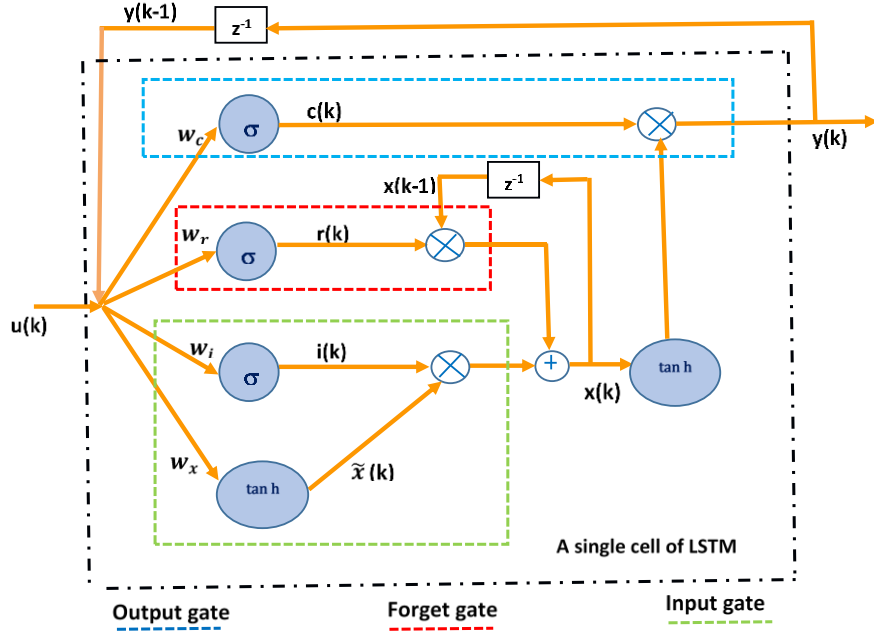 y(k-1)
z⁻¹
σ
c(k)
w_c
y(k)
x(k-1)
z⁻¹
w_r
σ
r(k)
u(k)
w_i
σ
i(k)
+
x(k)
tan h
w_x
tan h
x̃ (k)
A single cell of LSTM
Output gate
Forget gate
Input gate